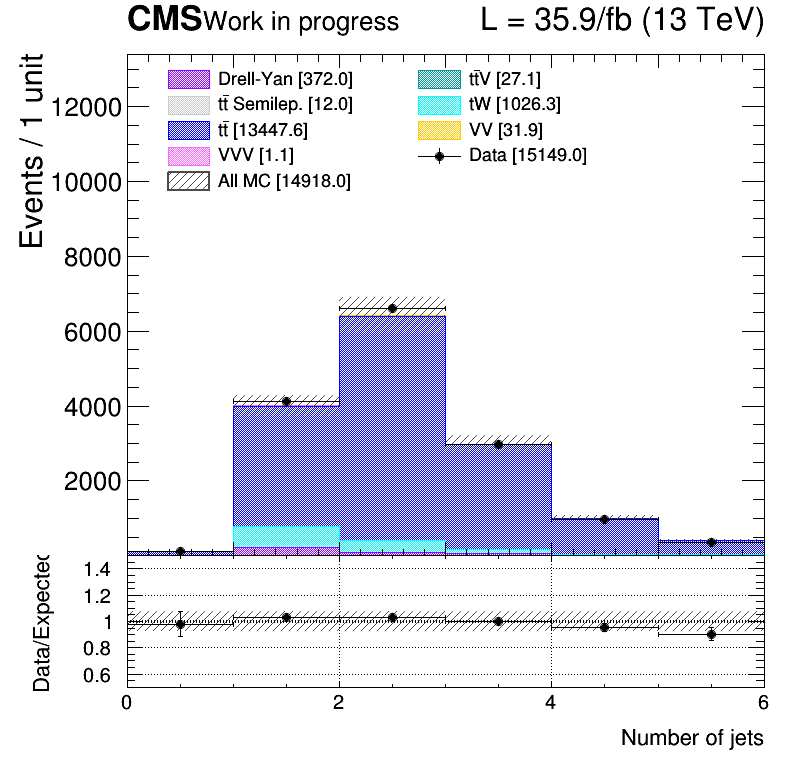 CMS Work in progress L = 35.9/fb (13 TeV)
Events / 1 unit
12000
10000
8000
6000
4000
2000
Drell-Yan [372.0]
tt̄ Semilep. [12.0]
tt̄ [13447.6]
VVV [1.1]
All MC [14918.0]
tt̄V [27.1]
tW [1026.3]
VV [31.9]
Data [15149.0]
Data/Expected
1.4
1.2
1
0.8
0.6
0 2 4 6
Number of jets